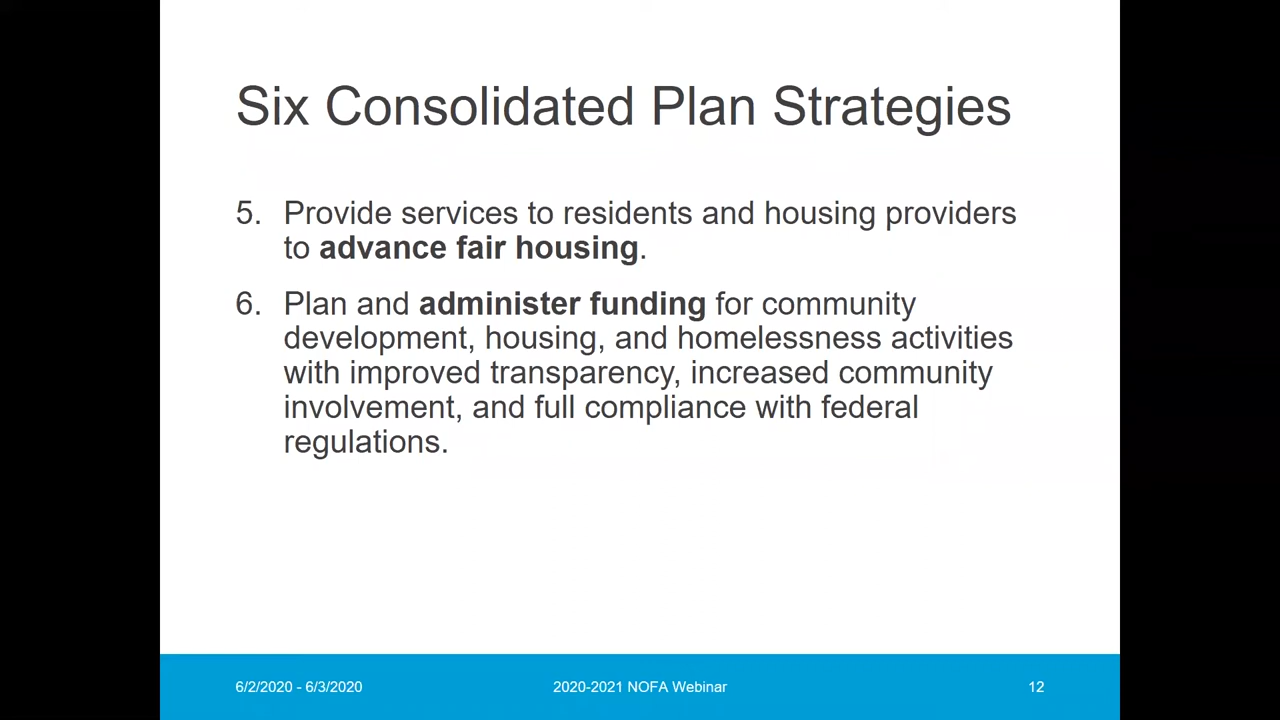 Six Consolidated Plan Strategies
5. Provide services to residents and housing providers
to advance fair housing.
6. Plan and administer funding for community
development, housing, and homelessness activities
with improved transparency, increased community
involvement, and full compliance with federal
regulations.
6/2/2020 - 6/3/2020 2020-2021 NOFA Webinar 12